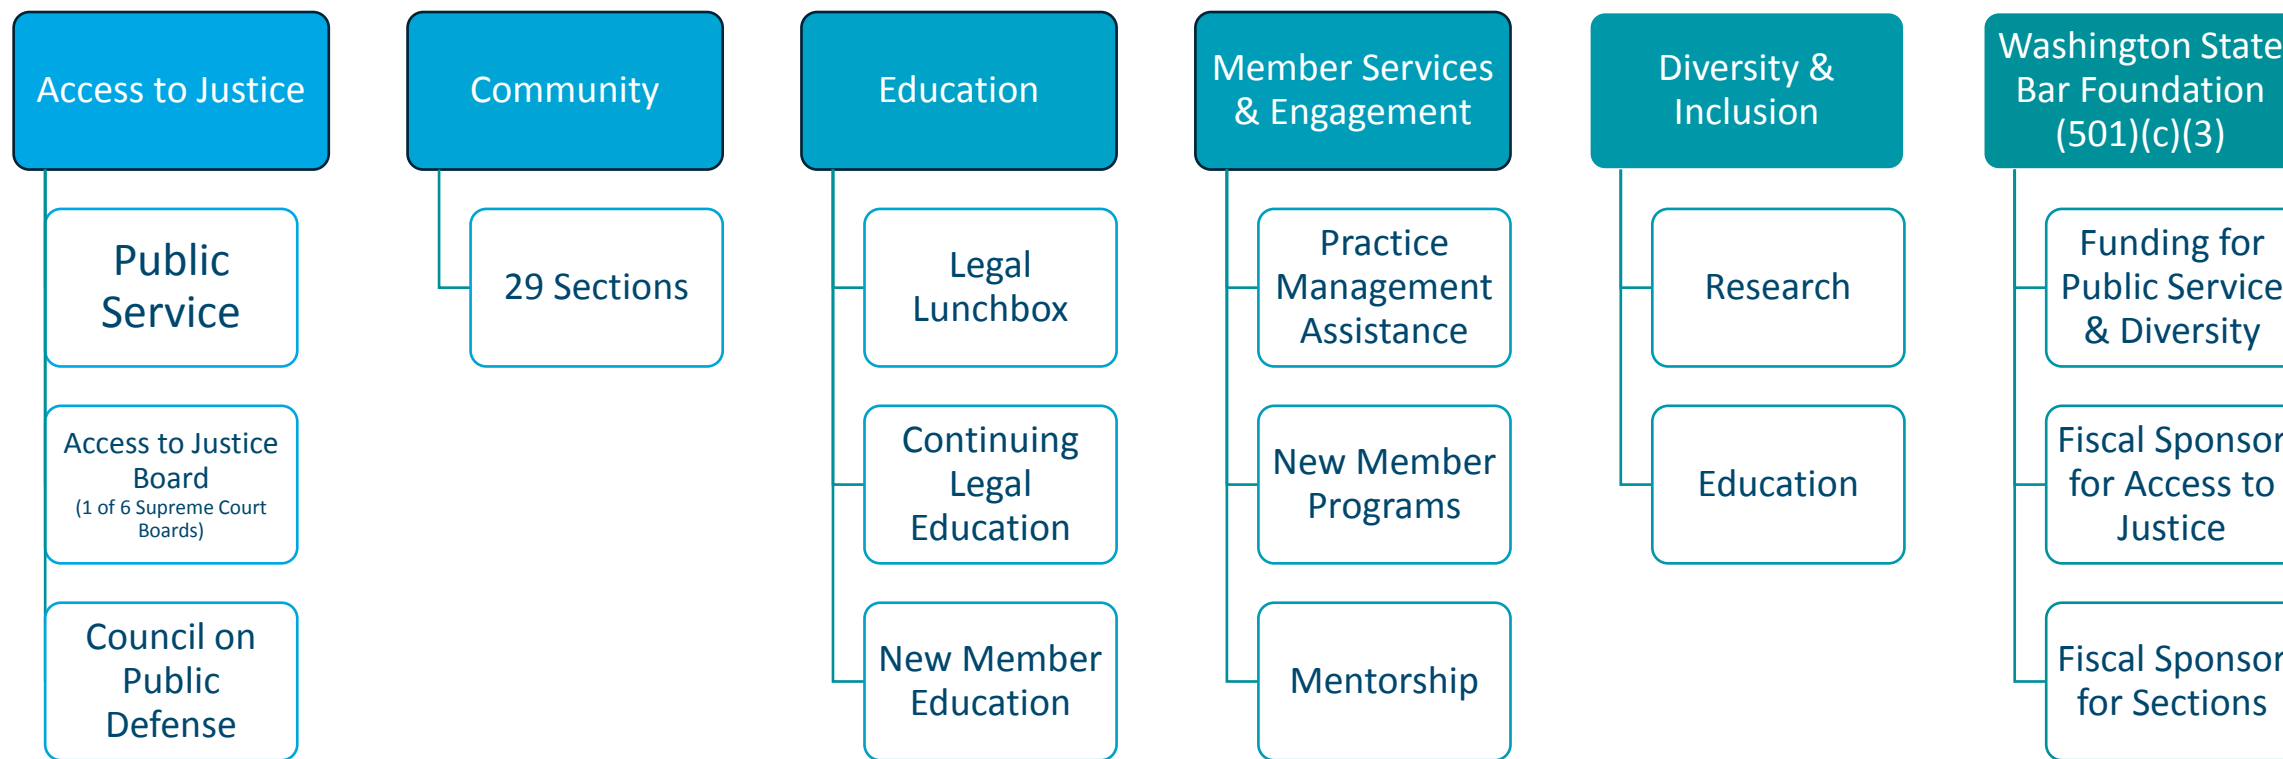 Access to Justice
Public
Service
Access to Justice
Board
(1 of 6 Supreme Court
Boards)
Council on
Public
Defense
Community
29 Sections
Education
Legal
Lunchbox
Continuing
Legal
Education
New Member
Education
Member Services
& Engagement
Practice
Management
Assistance
New Member
Programs
Mentorship
Diversity &
Inclusion
Research
Education
Washington State
Bar Foundation
(501)(c)(3)
Funding for
Public Service
& Diversity
Fiscal Sponsor
for Access to
Justice
Fiscal Sponsor
for Sections